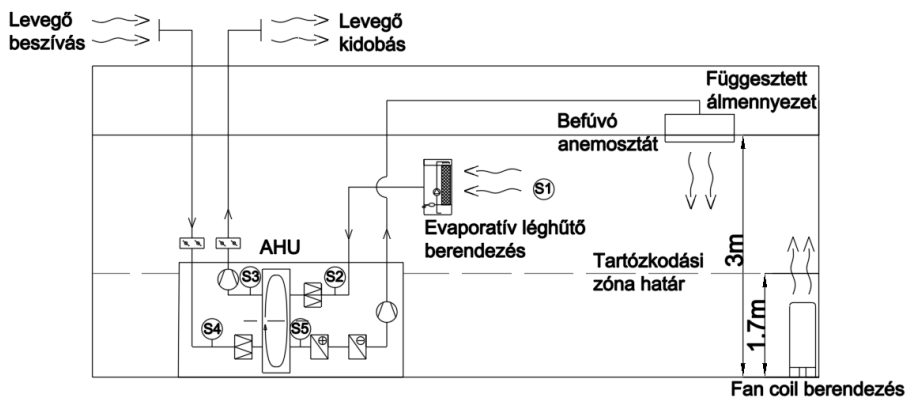 Levegő
beszívás
Levegő
kidobás
Függesztett
álmennyezet
Befúvó
anemosztát
S1
Evaporatív léghűtő
berendezés
AHU
Tartózkodási
zóna határ
3m
1.7m
S3
S2
S4
S5
Fan coil berendezés